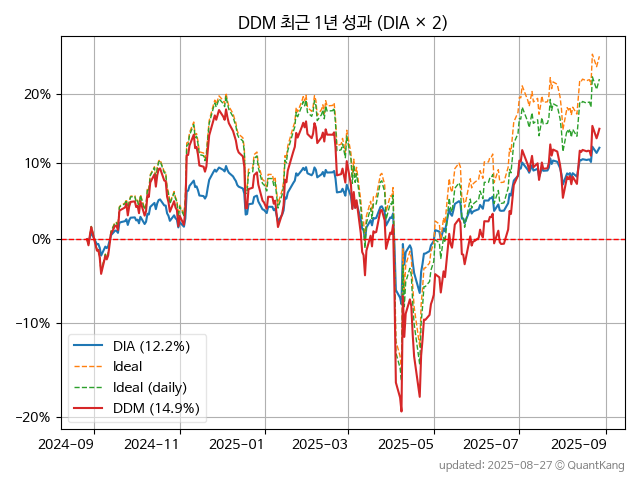 DDM 최근 1년 성과 (DIA × 2)
20%
10%
0%
−10%
−20%
DIA (12.2%)
Ideal
Ideal (daily)
DDM (14.9%)
2024-09 2024-11 2025-01 2025-03 2025-05 2025-07 2025-09
updated: 2025-08-27 © QuantKang